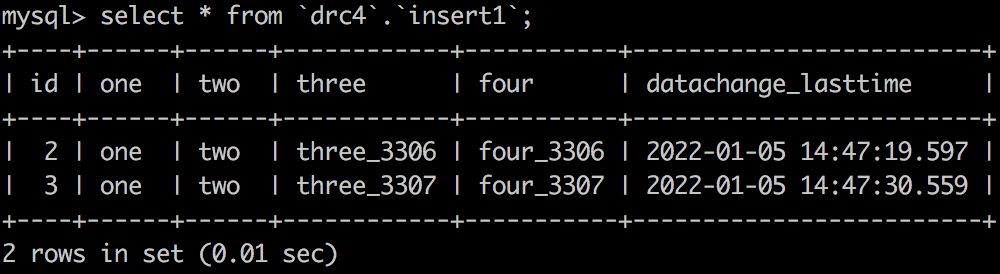 mysql> select * from `drc4`.`insert1`;
+----+------+------+------------+-----------+-------------------------+
| id | one  | two  | three      | four      | datachange_lasttime     |
+----+------+------+------------+-----------+-------------------------+
|  2 | one  | two  | three_3306 | four_3306 | 2022-01-05 14:47:19.597 |
|  3 | one  | two  | three_3307 | four_3307 | 2022-01-05 14:47:30.559 |
+----+------+------+------------+-----------+-------------------------+
2 rows in set (0.01 sec)